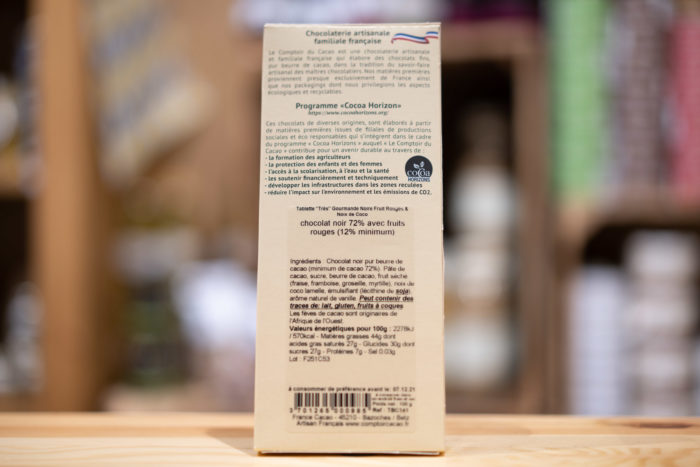 Chocolaterie artisanale
familiale française
Le Comptoir du Cacao est une chocolaterie artisanale
et familiale française qui élabore des chocolats fins,
pur beurre de cacao, dans la tradition du savoir-faire
artisanal des maîtres chocolatiers. Nos matières premières
proviennent presque exclusivement de France ainsi
que nos packagings dont nous privilégions les aspects
écologiques et recyclables.
Programme «Cocoa Horizon»
https://www.cocoahorizons.org/
Ces chocolats de diverses origines, sont élaborés à partir
de matières premières issues de filiales de productions
sociales et éco responsables qui s'intègrent dans le cadre
du programme « Cocoa Horizons » auquel « Le Comptoir du
Cacao » contribue pour un avenir durable au travers de :
- la formation des agriculteurs
- la protection des enfants et des femmes
- l'accès à la scolarisation, à l'eau et la santé
- les soutenir financièrement et techniquement
- développer les infrastructures dans les zones reculées
- réduire l'impact sur l'environnement et les émissions de CO2.
cocoa
HORIZONS
Tablette "Très" Gourmande Noire Fruit Rouges &
Noix de Coco
chocolat noir 72% avec fruits
rouges (12% minimum)
Ingrédients : Chocolat noir pur beurre de
cacao (minimum de cacao 72%). Pâte de
cacao, sucre, beurre de cacao, fruit séché
(fraise, framboise, groseille, myrtille), noix de
coco lamelle, émulsifiant (lécithine de soja),
arôme naturel de vanille. Peut contenir des
traces de: lait, gluten, fruits à coques
Les fèves de cacao sont originaires de
l'Afrique de l'Ouest.
Valeurs énergétiques pour 100g : 2278kJ
/ 570kcal - Matières grasses 44g dont
acides gras saturés 27g - Glucides 30g dont
sucres 27g - Protéines 7g - Sel 0.03g
Lot : F251C53
à consommer de préférence avant le: 07.12.21
Poids net : 100 g
Ref : TBC141
3 701268 000985
France Cacao - 45210 - Bazoches / Betz
Artisan Français www.comptoircacao.fr